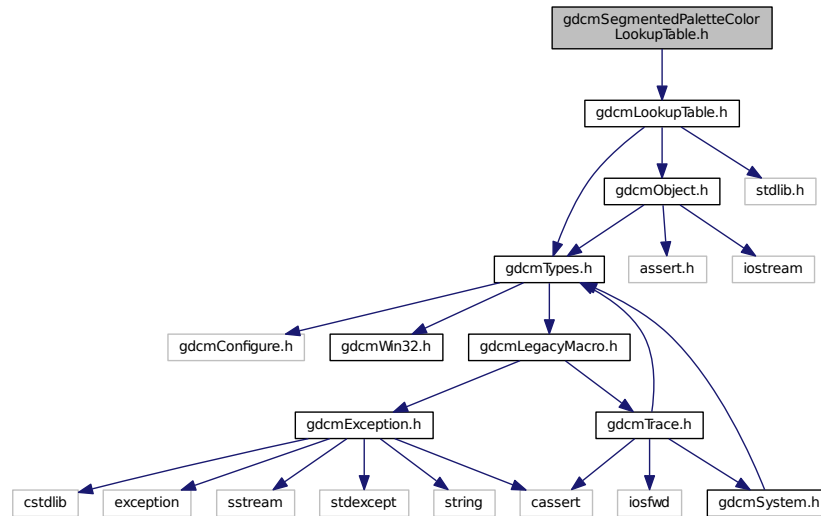 gdcmSegmentedPaletteColor
LookupTable.h
gdcmLookupTable.h
gdcmObject.h
stdlib.h
gdcmTypes.h
assert.h
iostream
gdcmConfigure.h
gdcmWin32.h
gdcmLegacyMacro.h
gdcmException.h
gdcmTrace.h
cstdlib
exception
sstream
stdexcept
string
cassert
iosfwd
gdcmSystem.h